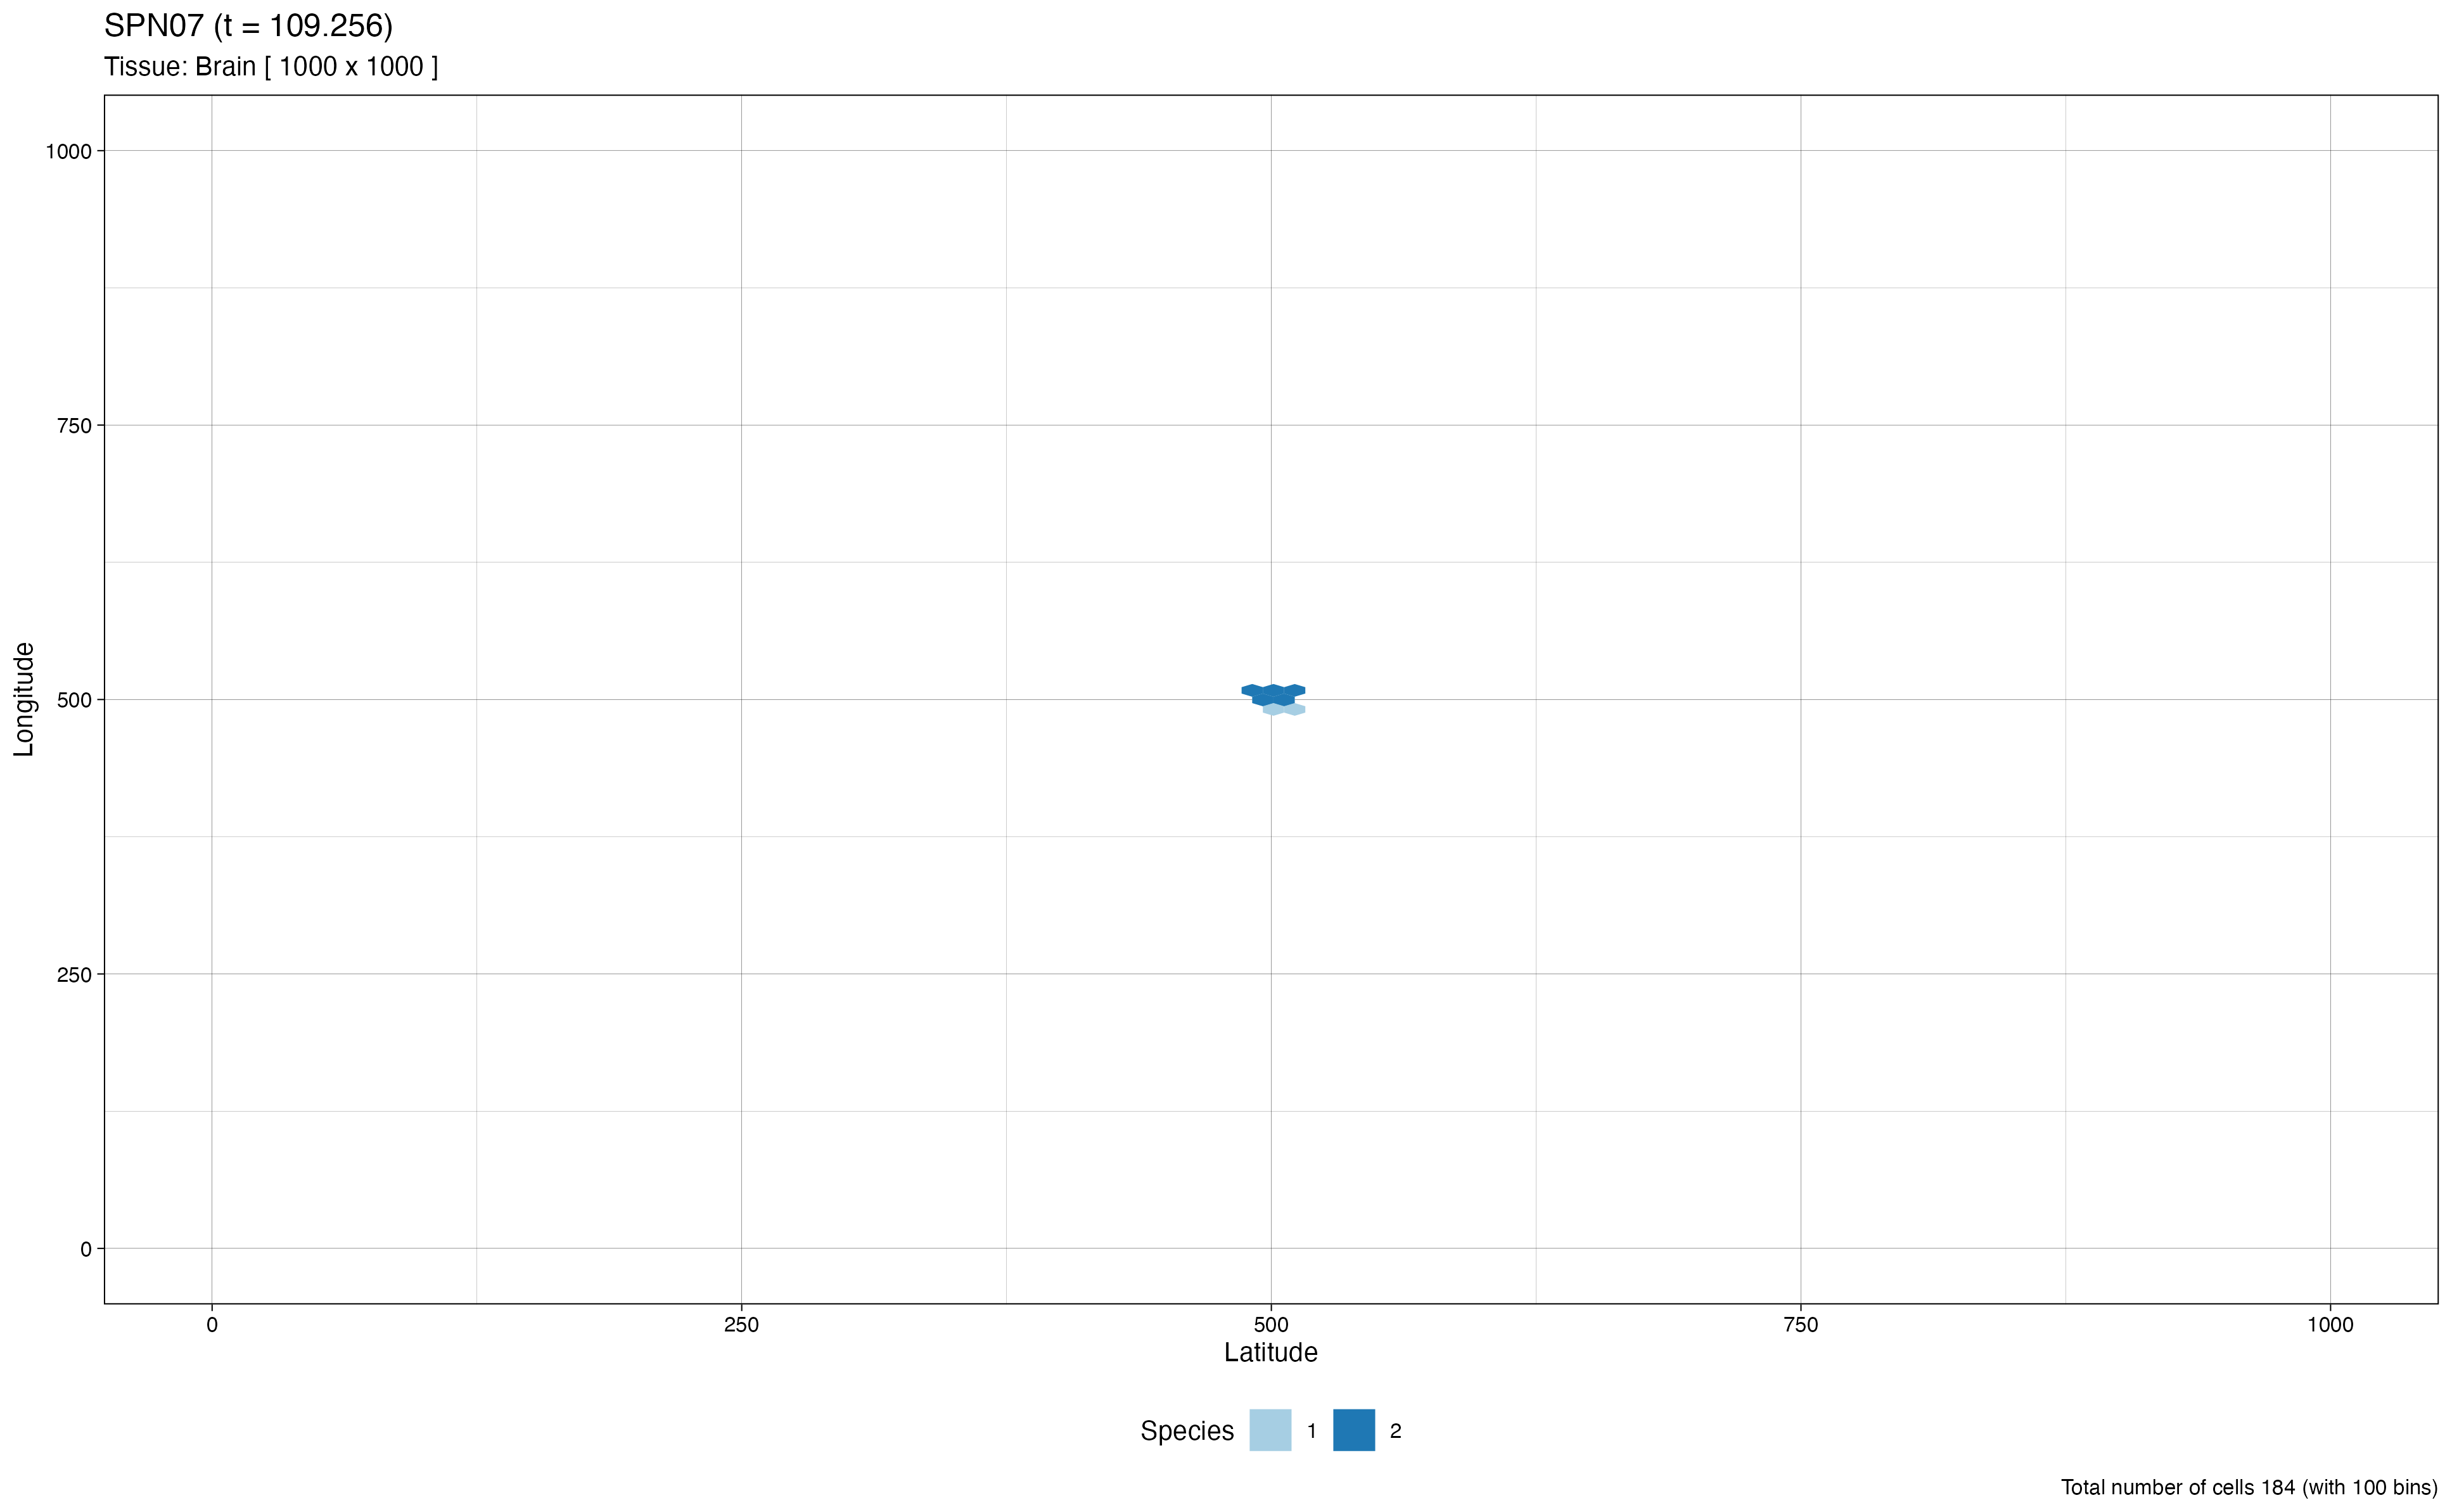 SPN07 (t = 109.256)
Tissue: Brain [ 1000 x 1000 ]
Longitude
1000
750
500
250
0
0 250 500 750 1000
Latitude
Species 1 2
Total number of cells 184 (with 100 bins)